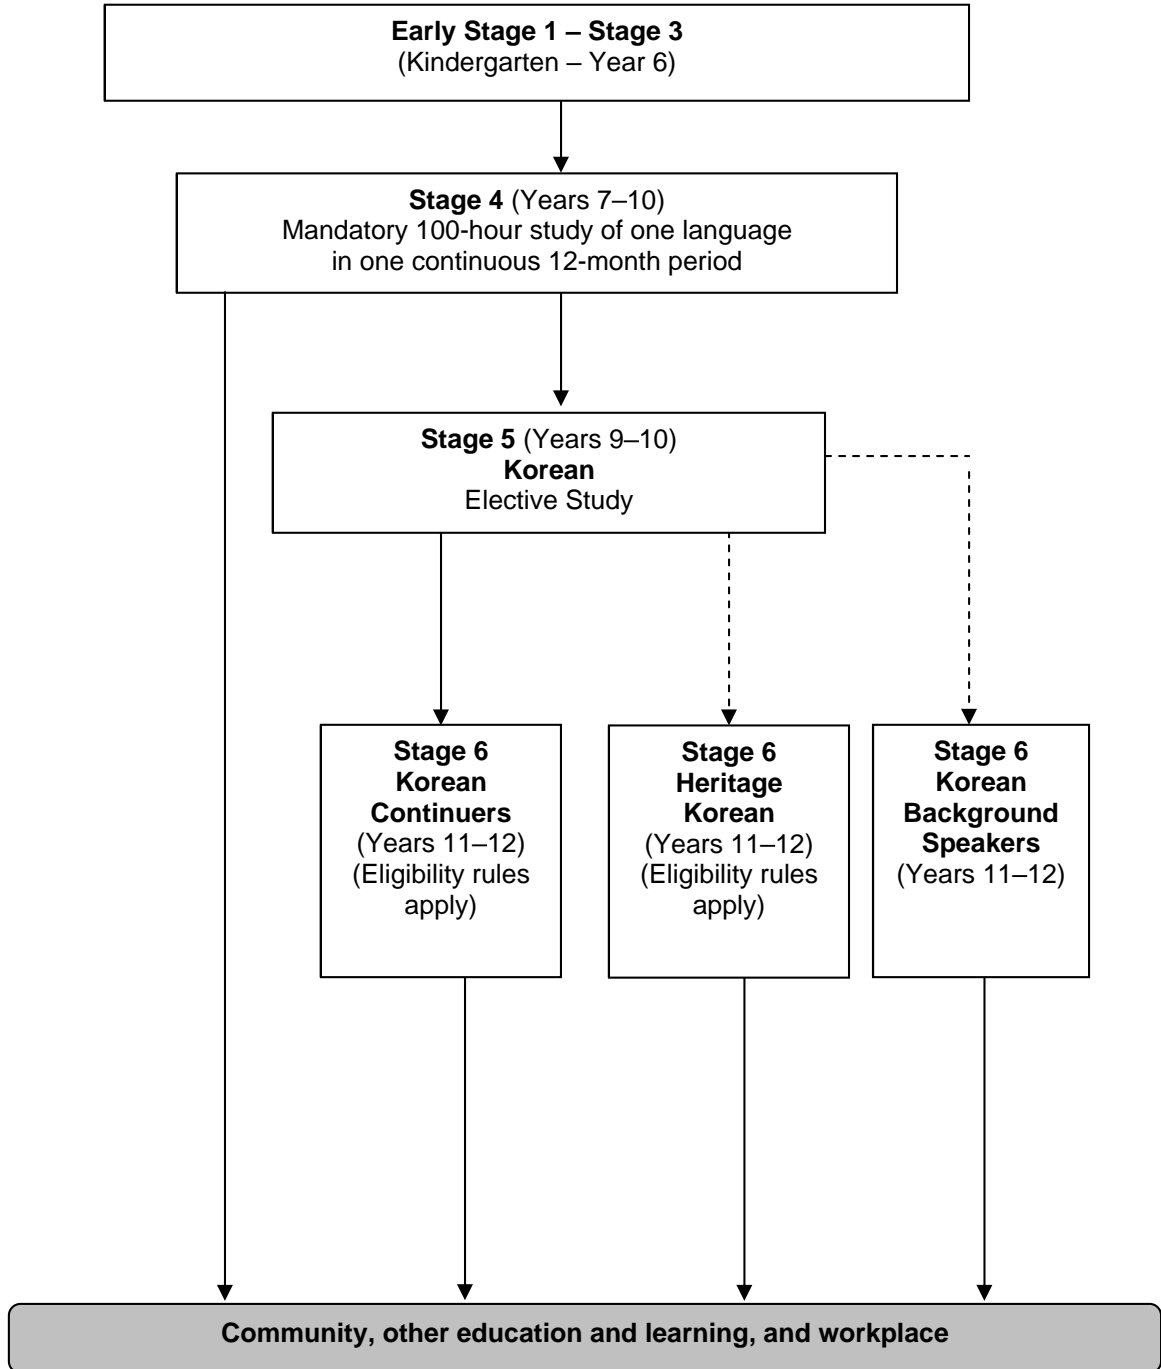 Early Stage 1 – Stage 3
(Kindergarten – Year 6)
Stage 4 (Years 7–10)
Mandatory 100-hour study of one language
in one continuous 12-month period
Stage 5 (Years 9–10)
Korean
Elective Study
Stage 6
Korean
Continuers
(Years 11–12)
(Eligibility rules
apply)
Stage 6
Heritage
Korean
(Years 11–12)
(Eligibility rules
apply)
Stage 6
Korean
Background
Speakers
(Years 11–12)
Community, other education and learning, and workplace